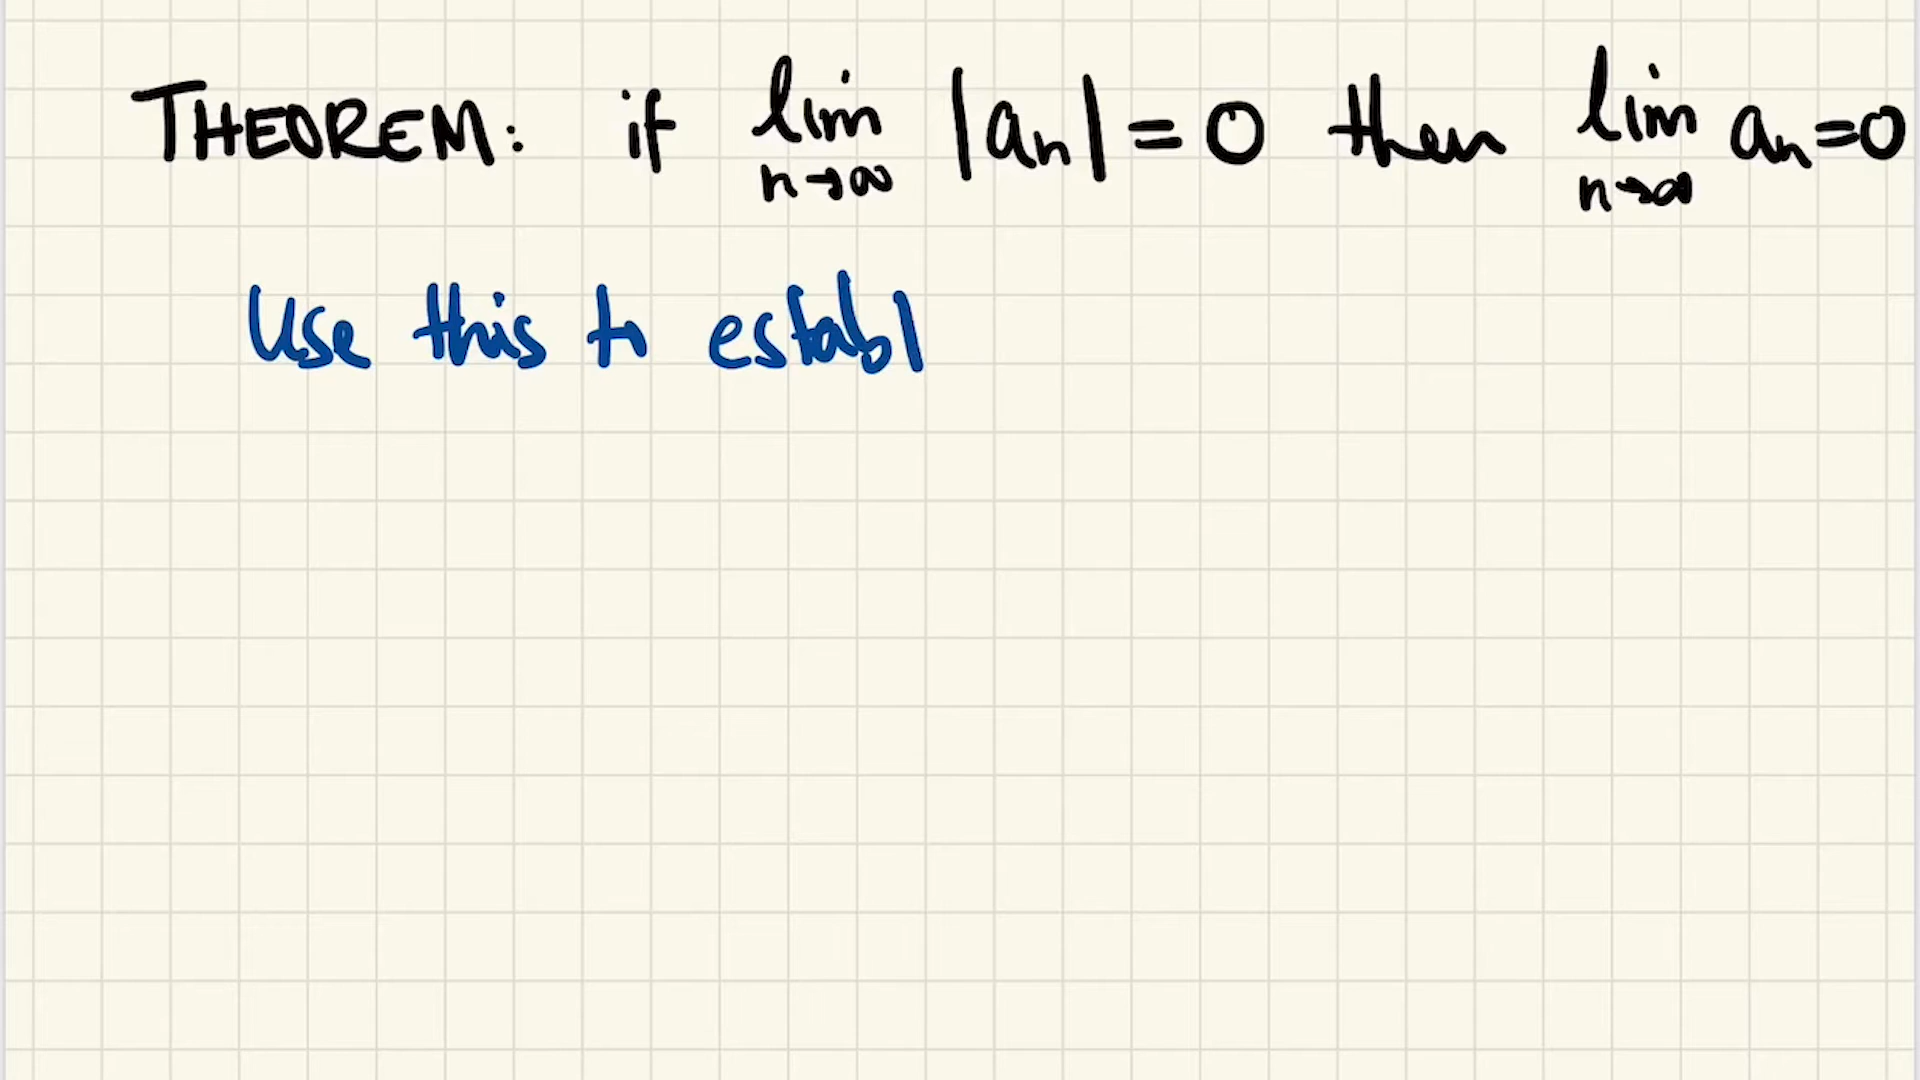 THEOREM: if lim n→∞ |aₙ| = 0 then lim n→∞ aₙ=0
Use this to establ